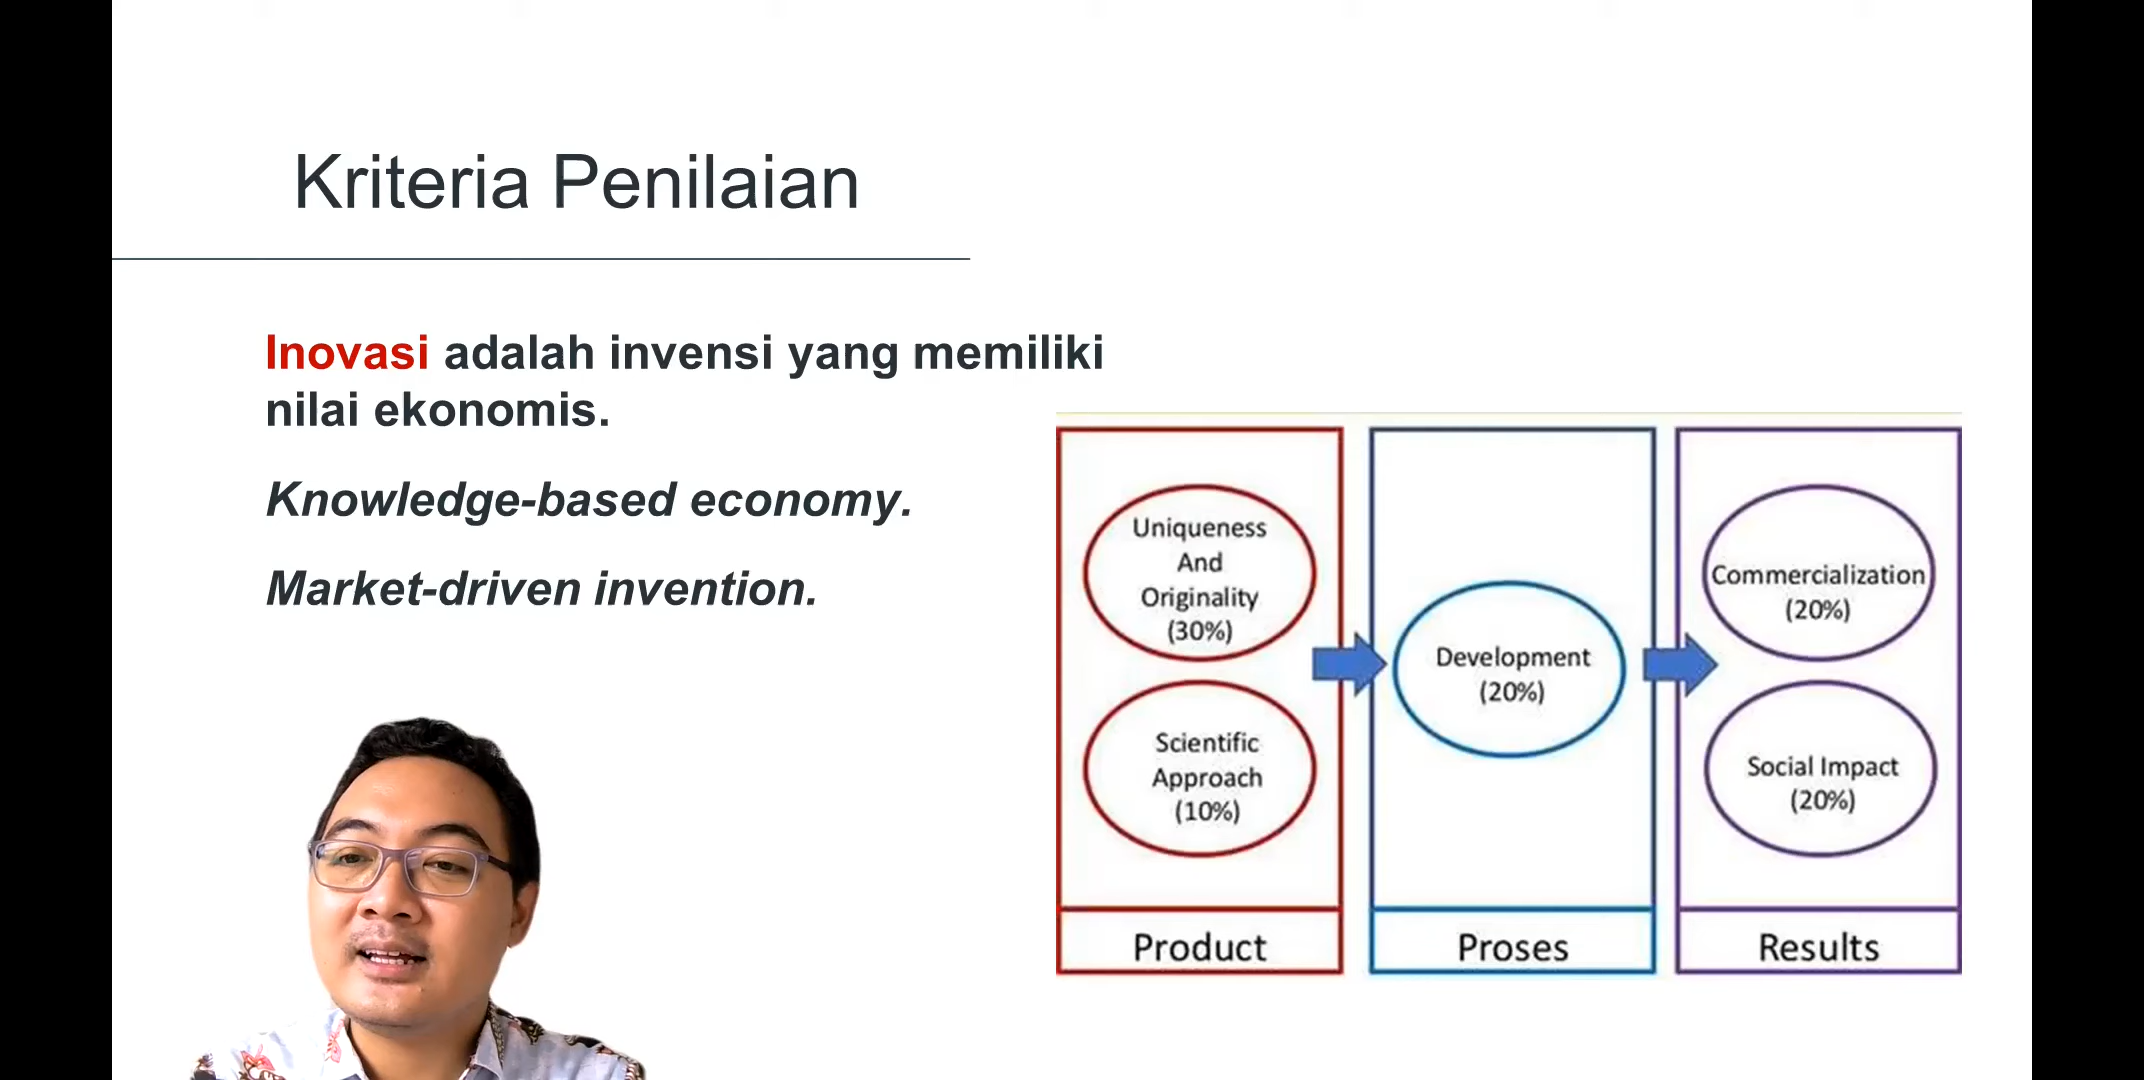 Kriteria Penilaian
Inovasi adalah invensi yang memiliki
nilai ekonomis.
Knowledge-based economy.
Market-driven invention.
Uniqueness
And
Originality
(30%)
Scientific
Approach
(10%)
Product
Development
(20%)
Proses
Commercialization
(20%)
Social Impact
(20%)
Results